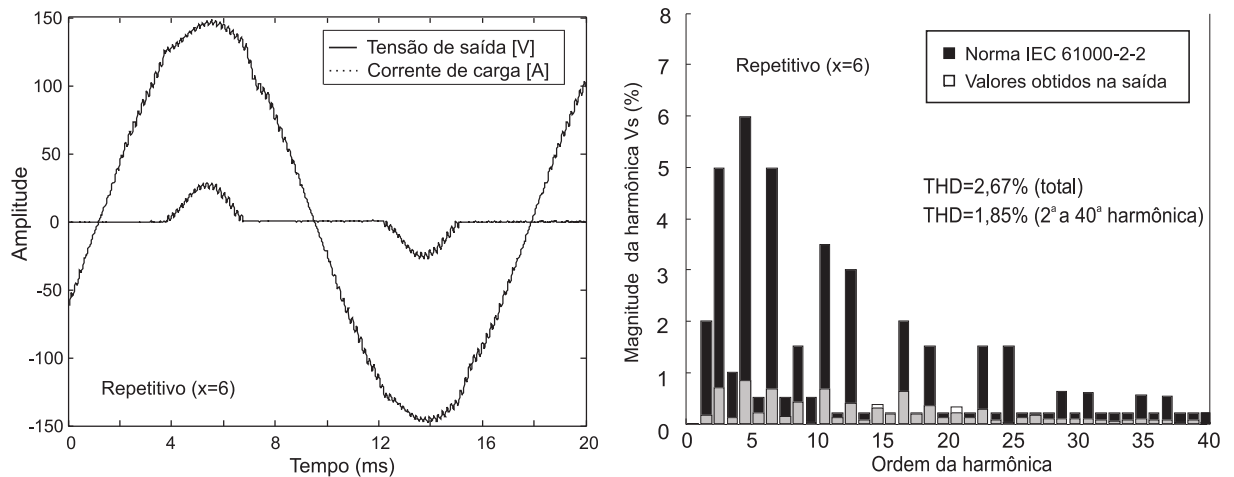 150
100
50
0
-50
-100
-150
Amplitude
Tensão de saída [V]
Corrente de carga [A]
Repetitivo (x=6)
0
4
8
12
16
20
Tempo (ms)
8
7
6
5
4
3
2
1
0
Magnitude da harmônica Vs (%)
Repetitivo (x=6)
Norma IEC 61000-2-2
Valores obtidos na saída
THD=2,67% (total)
THD=1,85% (2ª a 40ª harmônica)
0
5
10
15
20
25
30
35
40
Ordem da harmônica